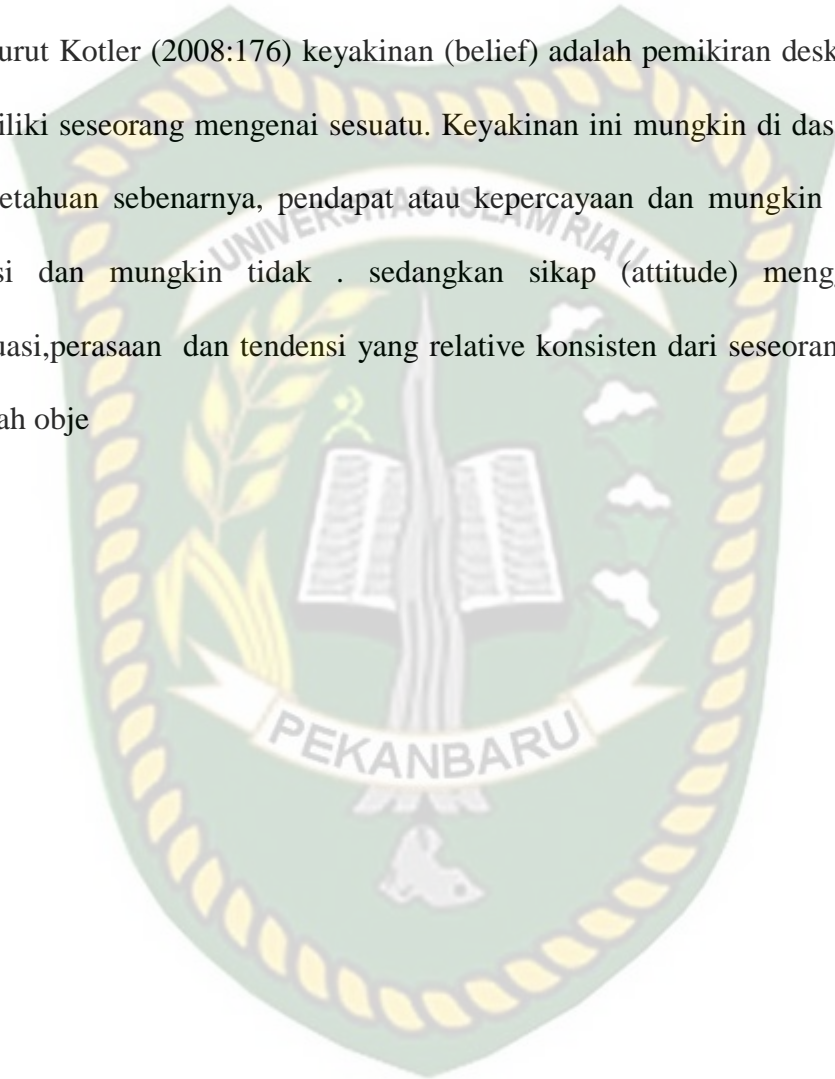 urut Kotler (2008:176) keyakinan (belief) adalah pemikiran desk
iliki seseorang mengenai sesuatu. Keyakinan ini mungkin di das
etahuan sebenarnya, pendapat atau kepercayaan dan mungkin
si dan mungkin tidak . sedangkan sikap (attitude) mengg
uasi,perasaan dan tendensi yang relative konsisten dari seseoran
ah obje
UNIVERSITAS ISLAM RIAU
PEKANBARU